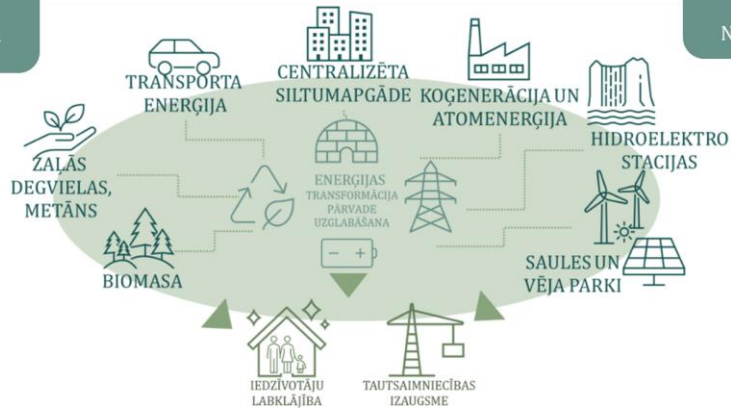 N
TRANSPORTA
ENERĢIJA
CENTRALIZĒTA
SILTUMAPGĀDE
KOĢENERĀCIJA UN
ATOMENERĢIJA
HIDROELEKTRO
STACIJAS
ZAĻĀS
DEGVIELAS,
METĀNS
ENERĢIJAS
TRANSFORMĀCIJA
PĀRVADE
UZGLABĀŠANA
BIOMASA
SAULES UN
VĒJA PARKI
IEDZĪVOTĀJU
LABKLĀJĪBA
TAUTSAIMNIECĪBAS
IZAUGSME